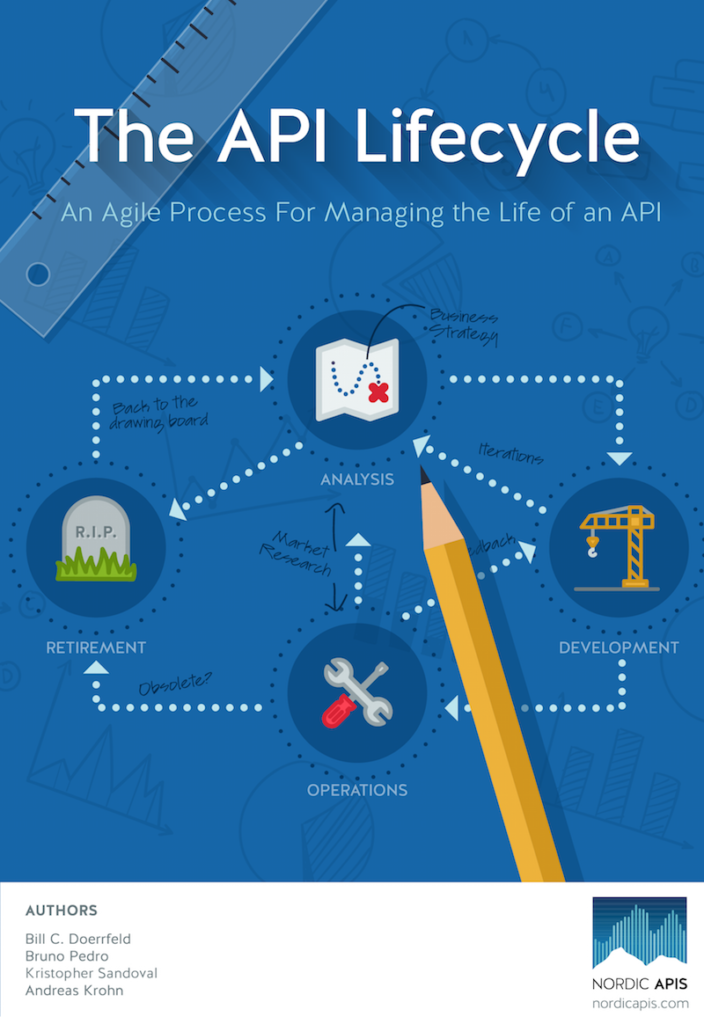 The API Lifecycle
An Agile Process For Managing the Life of an API
Business
Strategy
Back to the
drawing board
ANALYSIS
Iterations
R.I.P.
Market
Research
RETIREMENT
DEVELOPMENT
Obsolete?
OPERATIONS
AUTHORS
Bill C. Doerrfeld
Bruno Pedro
Kristopher Sandoval
Andreas Krohn
NORDIC APIS
nordicapis.com